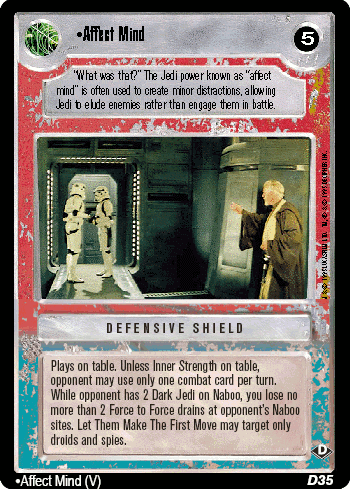 •Affect Mind
5
"What was that?" The Jedi power known as "affect
mind" is often used to create minor distractions, allowing
Jedi to elude enemies rather than engage them in battle.
DEFENSIVE SHIELD
Plays on table. Unless Inner Strength on table,
opponent may use only one combat card per turn.
While opponent has 2 Dark Jedi on Naboo, you lose no
more than 2 Force to Force drains at opponent's Naboo
sites. Let Them Make The First Move may target only
droids and spies.
D
•Affect Mind (V)
D35